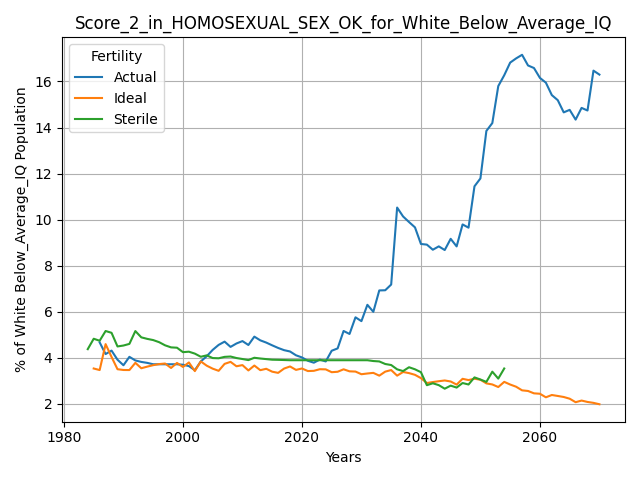 Score_2_in_HOMOSEXUAL_SEX_OK_for_White_Below_Average_IQ
Fertility
Actual
Ideal
Sterile
% of White Below_Average_IQ Population
16
14
12
10
8
6
4
2
1980
2000
2020
2040
2060
Years